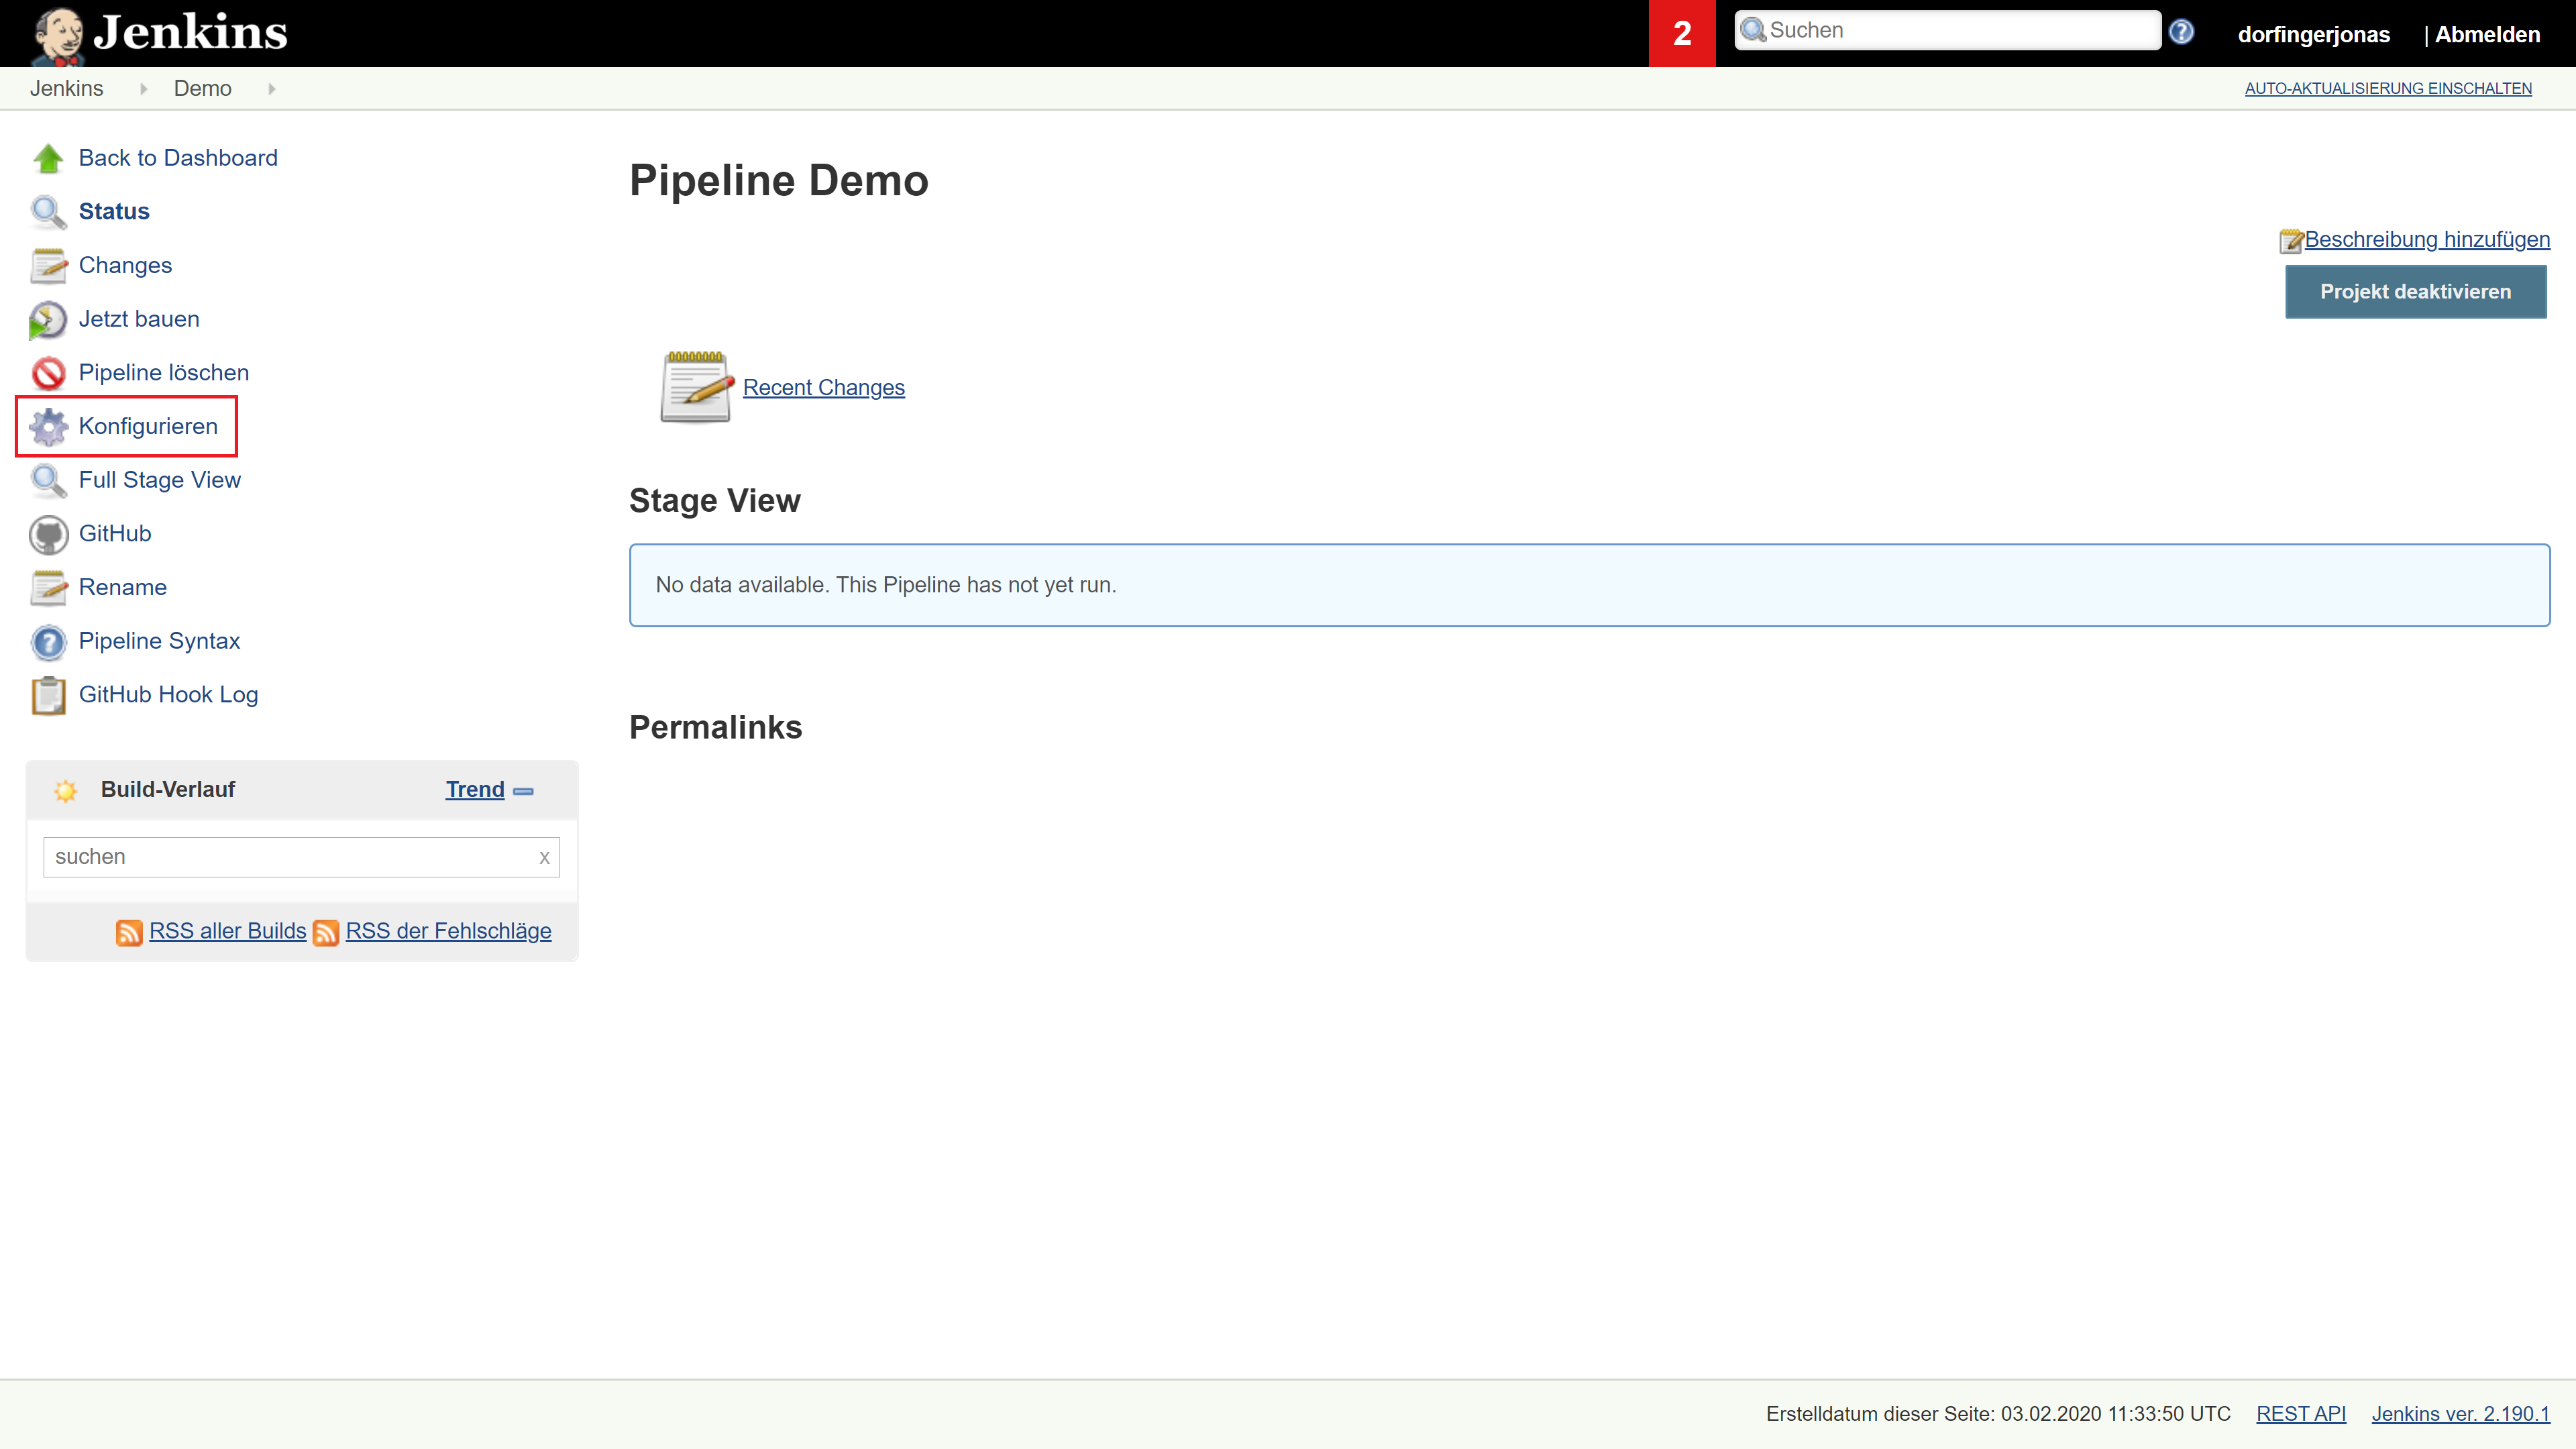 Jenkins
2
Suchen
dorfingerjonas
| Abmelden
Jenkins
Demo
AUTO-AKTUALISIERUNG EINSCHALTEN
Back to Dashboard
Status
Changes
Jetzt bauen
Pipeline löschen
Konfigurieren
Full Stage View
GitHub
Rename
Pipeline Syntax
GitHub Hook Log
Build-Verlauf
Trend
suchen
x
RSS aller Builds
RSS der Fehlschläge
Pipeline Demo
Beschreibung hinzufügen
Projekt deaktivieren
Recent Changes
Stage View
No data available. This Pipeline has not yet run.
Permalinks
Erstelldatum dieser Seite: 03.02.2020 11:33:50 UTC
REST API
Jenkins ver. 2.190.1